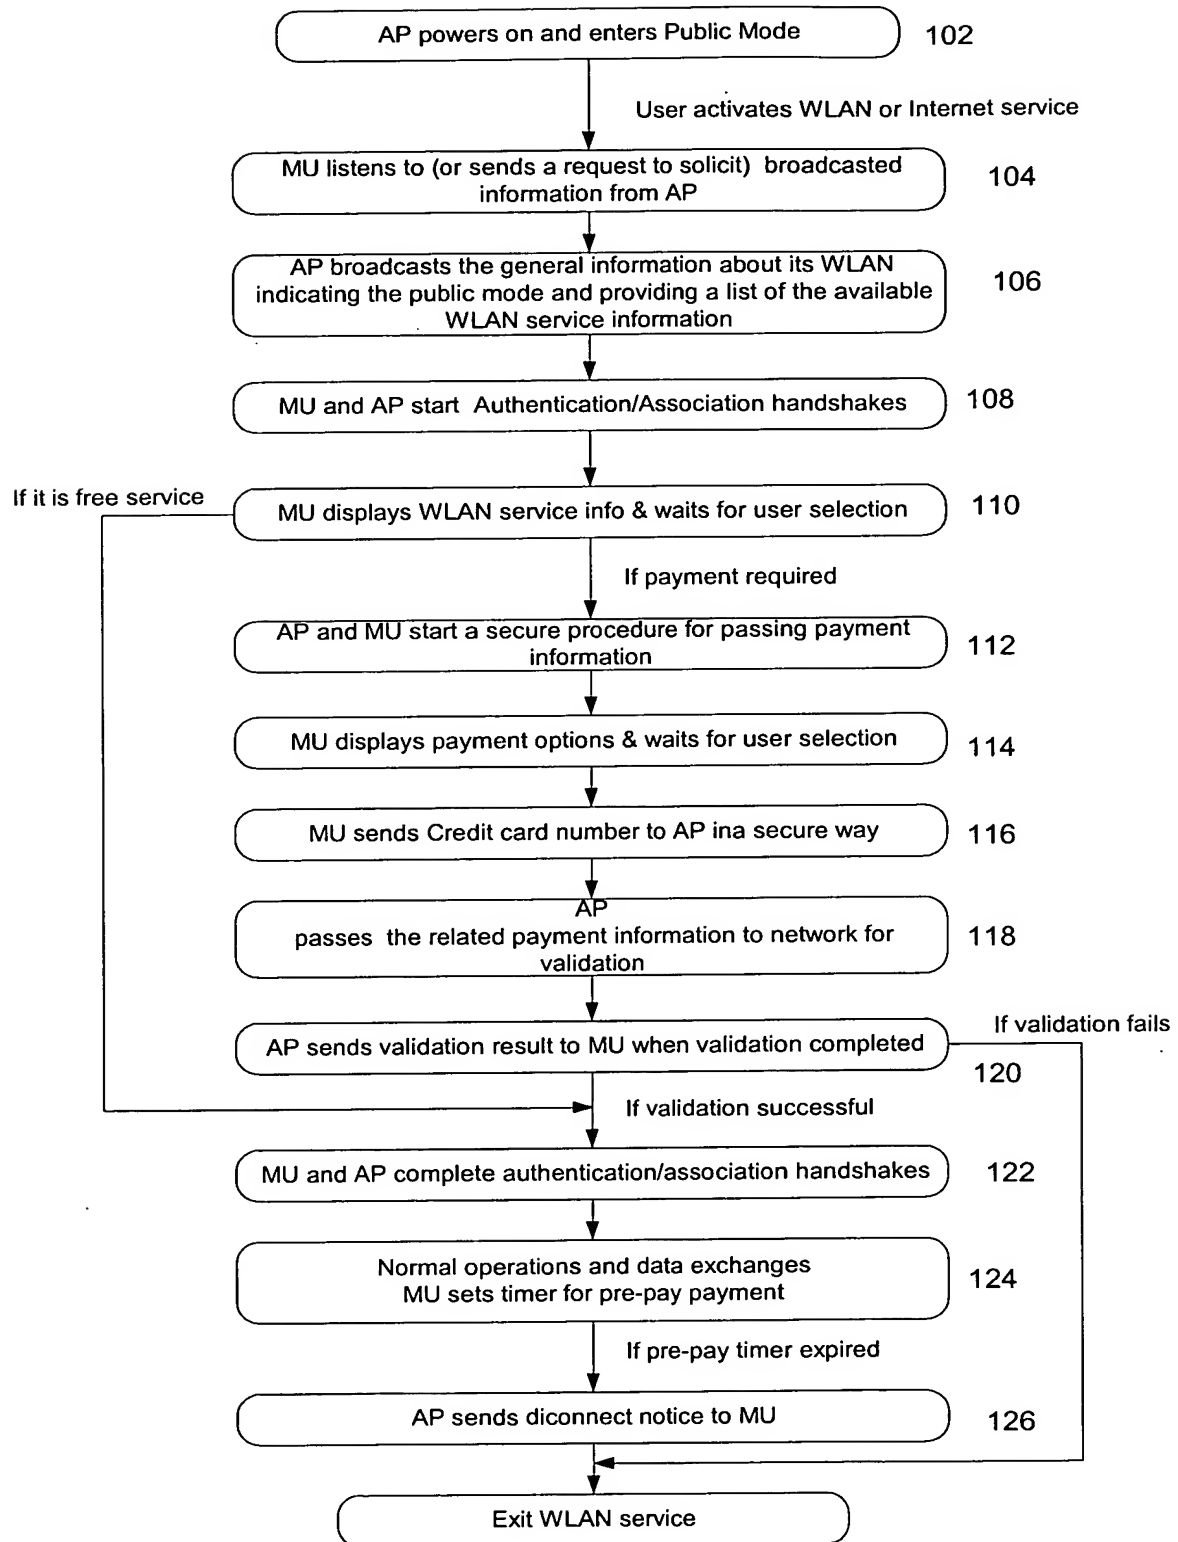 AP powers on and enters Public Mode
102
User activates WLAN or Internet service
MU listens to (or sends a request to solicit) broadcasted
information from AP
104
AP broadcasts the general information about its WLAN
indicating the public mode and providing a list of the available
WLAN service information
106
MU and AP start Authentication/Association handshakes
108
If it is free service
MU displays WLAN service info & waits for user selection
110
If payment required
AP and MU start a secure procedure for passing payment
information
112
MU displays payment options & waits for user selection
114
MU sends Credit card number to AP ina secure way
116
AP
passes the related payment information to network for
validation
118
If validation fails
AP sends validation result to MU when validation completed
120
If validation successful
MU and AP complete authentication/association handshakes
122
Normal operations and data exchanges
MU sets timer for pre-pay payment
124
If pre-pay timer expired
AP sends diconnect notice to MU
126
Exit WLAN service